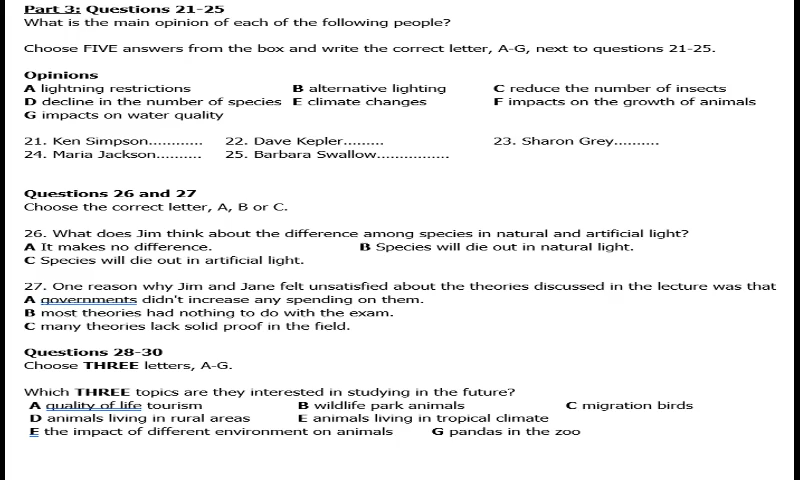 Part 3: Questions 21-25
What is the main opinion of each of the following people?
Choose FIVE answers from the box and write the correct letter, A-G, next to questions 21-25.
Opinions
A lightning restrictions B alternative lighting C reduce the number of insects
D decline in the number of species E climate changes F impacts on the growth of animals
G impacts on water quality
21. Ken Simpson............ 22. Dave Kepler......... 23. Sharon Grey..........
24. Maria Jackson.......... 25. Barbara Swallow................
Questions 26 and 27
Choose the correct letter, A, B or C.
26. What does Jim think about the difference among species in natural and artificial light?
A It makes no difference. B Species will die out in natural light.
C Species will die out in artificial light.
27. One reason why Jim and Jane felt unsatisfied about the theories discussed in the lecture was that
A governments didn't increase any spending on them.
B most theories had nothing to do with the exam.
C many theories lack solid proof in the field.
Questions 28-30
Choose THREE letters, A-G.
Which THREE topics are they interested in studying in the future?
A quality of life tourism B wildlife park animals C migration birds
D animals living in rural areas E animals living in tropical climate
E the impact of different environment on animals G pandas in the zoo